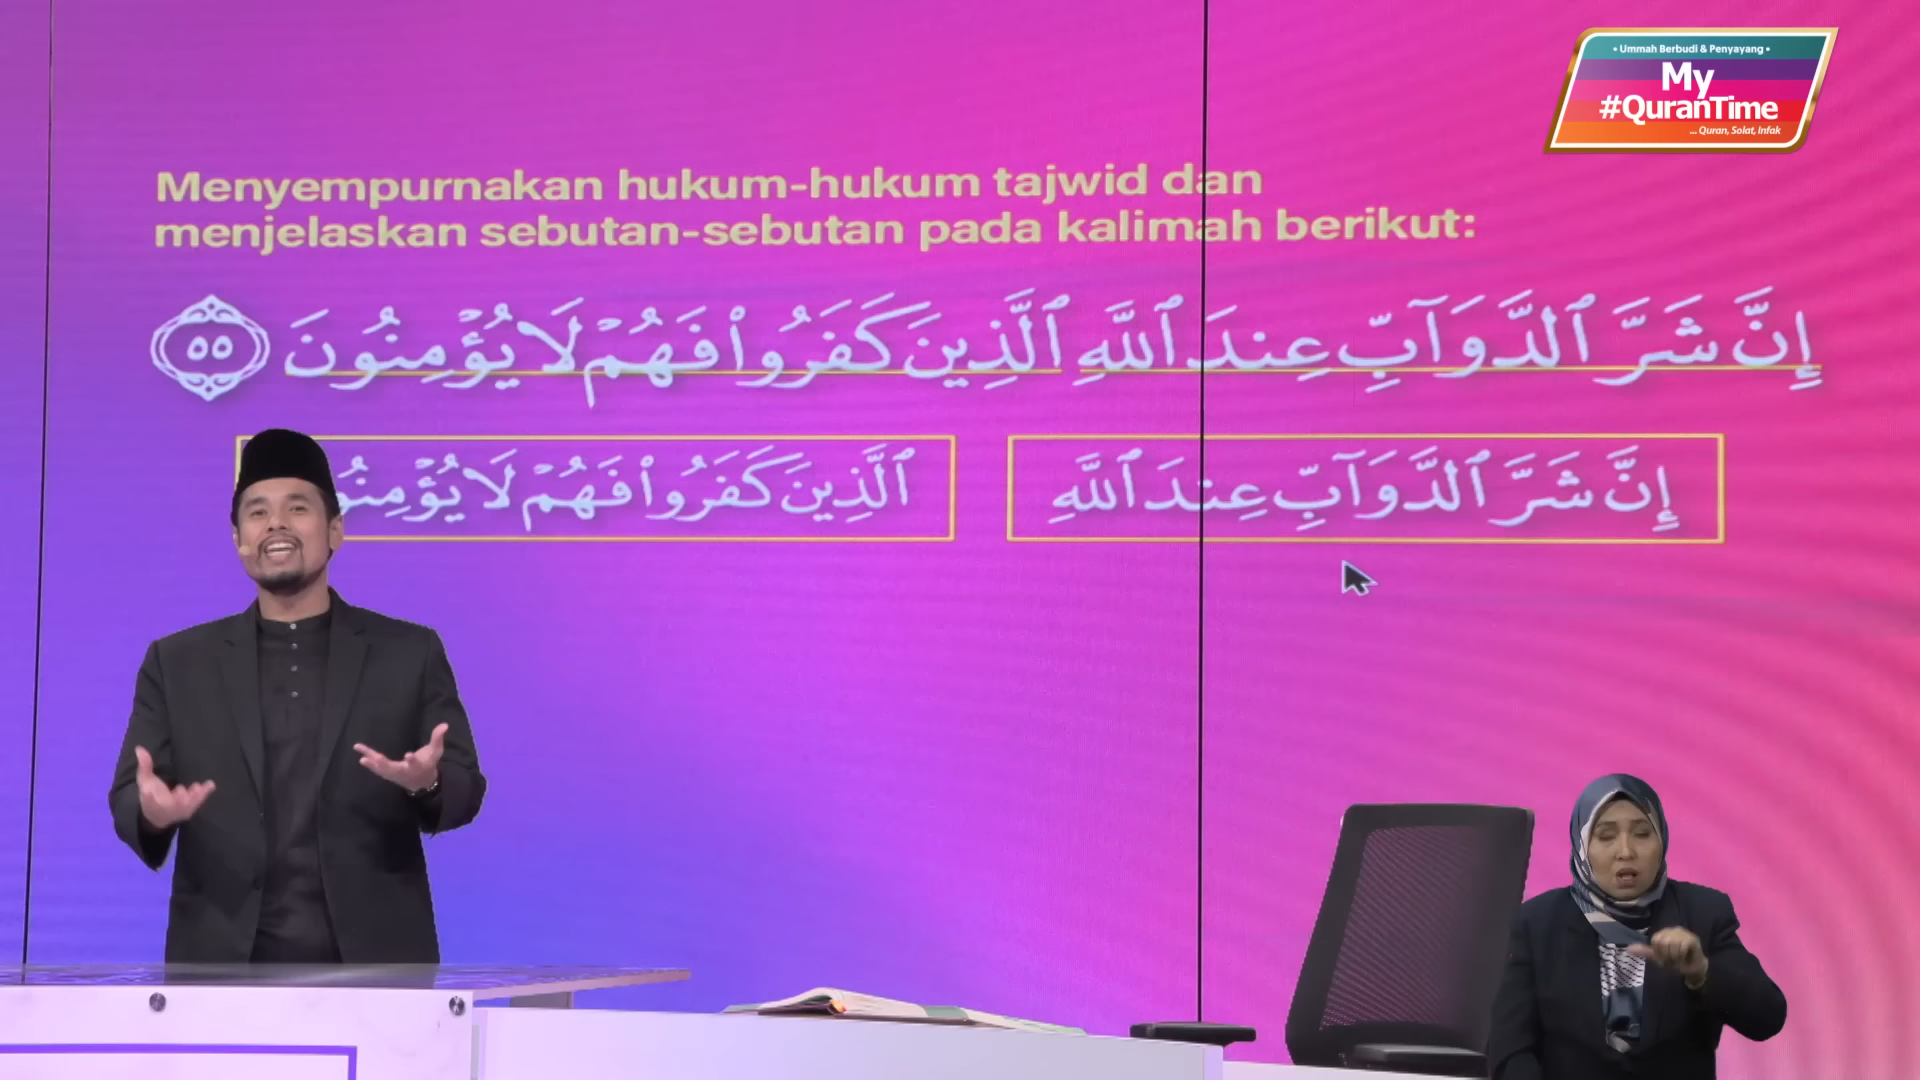 • Ummah Berbudi & Penyayang •
My
#QuranTime
... Quran, Solat, Infak
Menyempurnakan hukum-hukum tajwid dan
menjelaskan sebutan-sebutan pada kalimah berikut:
إِنَّ شَرَّ ٱلدَّوَآبِّ عِندَ ٱللَّهِ ٱلَّذِينَ كَفَرُوا۟ فَهُمْ لَا يُؤْمِنُونَ ٥٥
إِنَّ شَرَّ ٱلدَّوَآبِّ عِندَ ٱللَّهِ
ٱلَّذِينَ كَفَرُوا۟ فَهُمْ لَا